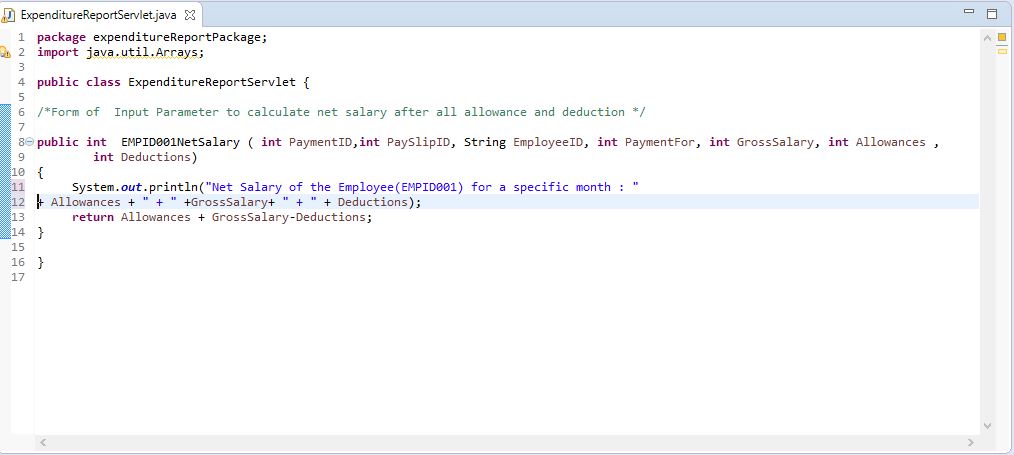 ExpenditureReportServlet.java
1 package expenditureReportPackage;
2 import java.util.Arrays;
3
4 public class ExpenditureReportServlet {
5
6 /*Form of  Input Parameter to calculate net salary after all allowance and deduction */
7
8 public int  EMPID001NetSalary ( int PaymentID,int PaySlipID, String EmployeeID, int PaymentFor, int GrossSalary, int Allowances ,
9         int Deductions)
10 {
11      System.out.println("Net Salary of the Employee(EMPID001) for a specific month : "
12 + Allowances + " + " +GrossSalary+ " + " + Deductions);
13      return Allowances + GrossSalary-Deductions;
14 }
15
16 }
17